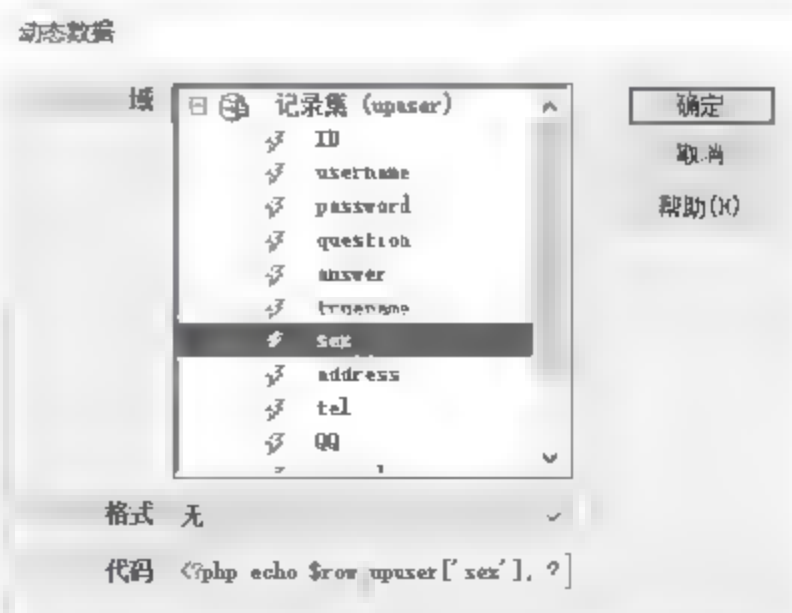 动态数据
域
记录集 (upuser)
确定
ID
取消
username
password
帮助(H)
question
answer
truename
sex
address
tel
QQ
格式 无
代码 <?php echo $row_upuser['sex']; ?